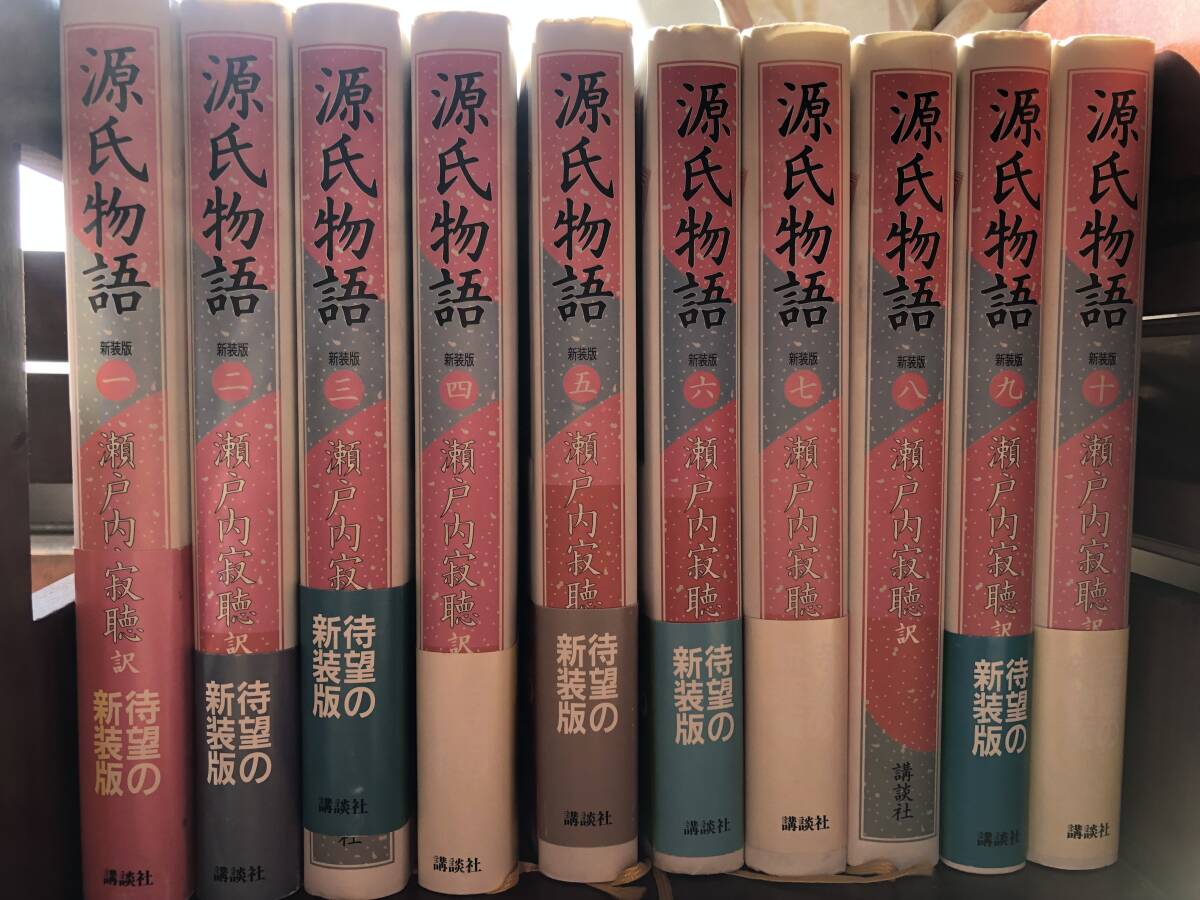 源氏物語
新装版
一
瀬戸内寂聴 訳
待望の
新装版
講談社
源氏物語
新装版
二
瀬戸内寂聴 訳
待望の
新装版
講談社
源氏物語
新装版
三
瀬戸内寂
待望の
新装版
講談社
社
源氏物語
新装版
四
瀬戸内寂聴 訳
講談社
源氏物語
新装版
五
瀬戸内寂聴
待望の
新装版
講談社
源氏物語
新装版
六
瀬戸内寂聴
待望の
新装版
講談社
源氏物語
新装版
七
瀬戸内寂聴
講談社
源氏物語
新装版
八
瀬戸内寂聴 訳
講談社
源氏物語
新装版
九
瀬戸内寂聴
待望の
新装版
講談社
源氏物語
新装版
十
瀬戸内寂聴
講談社